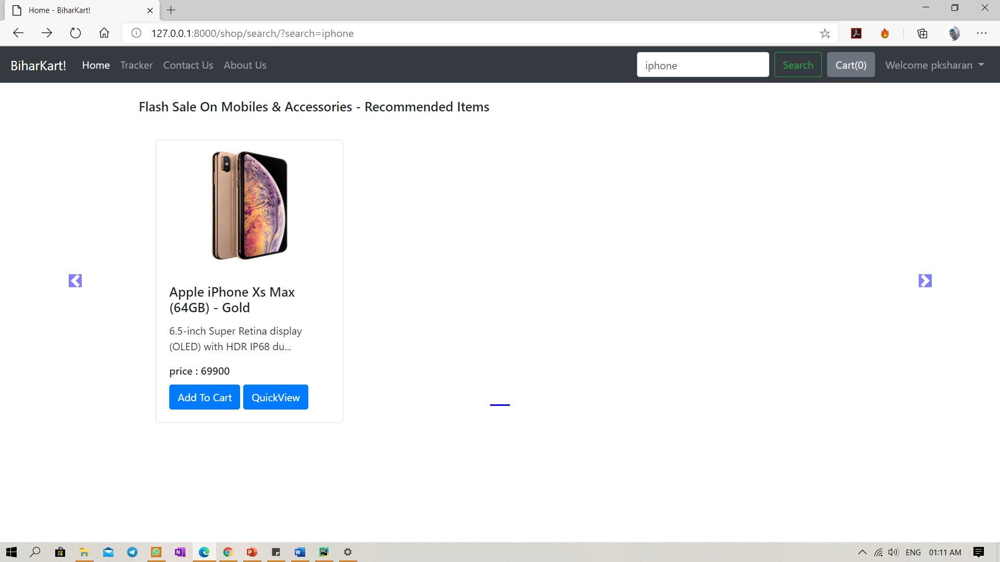 Home - BiharKart!
127.0.0.1:8000/shop/search/?search=iphone
BiharKart! Home Tracker Contact Us About Us iphone Search Cart(0) Welcome pksharan
Flash Sale On Mobiles & Accessories - Recommended Items
Apple iPhone Xs Max
(64GB) - Gold
6.5-inch Super Retina display
(OLED) with HDR IP68 du...
price : 69900
Add To Cart QuickView
N P W PC ENG 01:11 AM